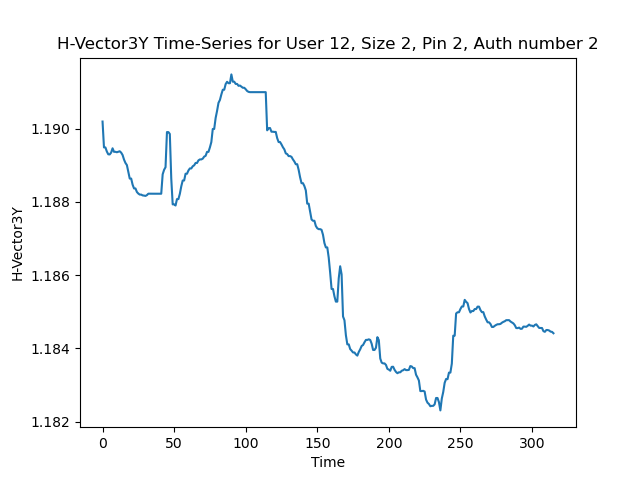 H-Vector3Y Time-Series for User 12, Size 2, Pin 2, Auth number 2
1.190
1.188
1.186
1.184
1.182
H-Vector3Y
0 50 100 150 200 250 300
Time